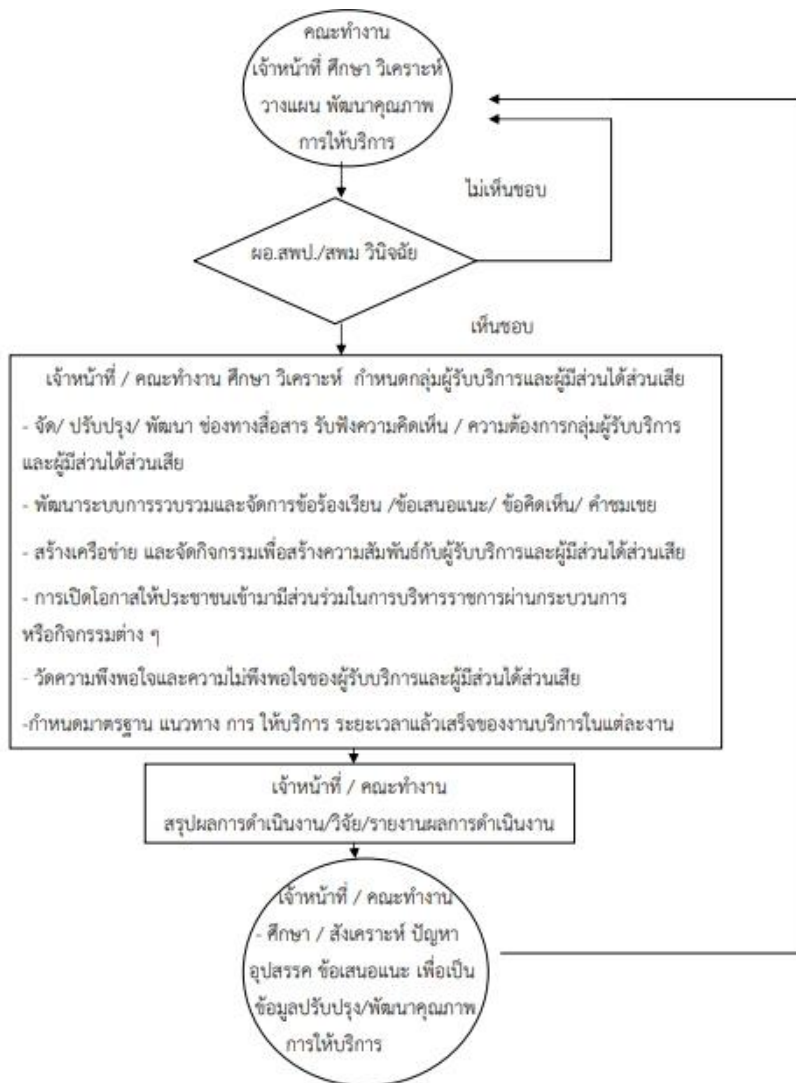 คณะทำงาน
เจ้าหน้าที่ ศึกษา วิเคราะห์
วางแผน พัฒนาคุณภาพ
การให้บริการ
ไม่เห็นชอบ
ผอ.สพป./สพม วินิจฉัย
เห็นชอบ
เจ้าหน้าที่ / คณะทำงาน ศึกษา วิเคราะห์ กำหนดกลุ่มผู้รับบริการและผู้มีส่วนได้ส่วนเสีย
- จัด/ ปรับปรุง/ พัฒนา ช่องทางสื่อสาร รับฟังความคิดเห็น / ความต้องการกลุ่มผู้รับบริการ
และผู้มีส่วนได้ส่วนเสีย
- พัฒนาระบบการรวบรวมและจัดการข้อร้องเรียน /ข้อเสนอแนะ/ ข้อคิดเห็น/ คำชมเชย
- สร้างเครือข่าย และจัดกิจกรรมเพื่อสร้างความสัมพันธ์กับผู้รับบริการและผู้มีส่วนได้ส่วนเสีย
- การเปิดโอกาสให้ประชาชนเข้ามามีส่วนร่วมในการบริหารราชการผ่านกระบวนการ
หรือกิจกรรมต่าง ๆ
- วัดความพึงพอใจและความไม่พึงพอใจของผู้รับบริการและผู้มีส่วนได้ส่วนเสีย
-กำหนดมาตรฐาน แนวทาง การ ให้บริการ ระยะเวลาแล้วเสร็จของงานบริการในแต่ละงาน
เจ้าหน้าที่ / คณะทำงาน
สรุปผลการดำเนินงาน/วิจัย/รายงานผลการดำเนินงาน
เจ้าหน้าที่ / คณะทำงาน
- ศึกษา / สังเคราะห์ ปัญหา
อุปสรรค ข้อเสนอแนะ เพื่อเป็น
ข้อมูลปรับปรุง/พัฒนาคุณภาพ
การให้บริการ